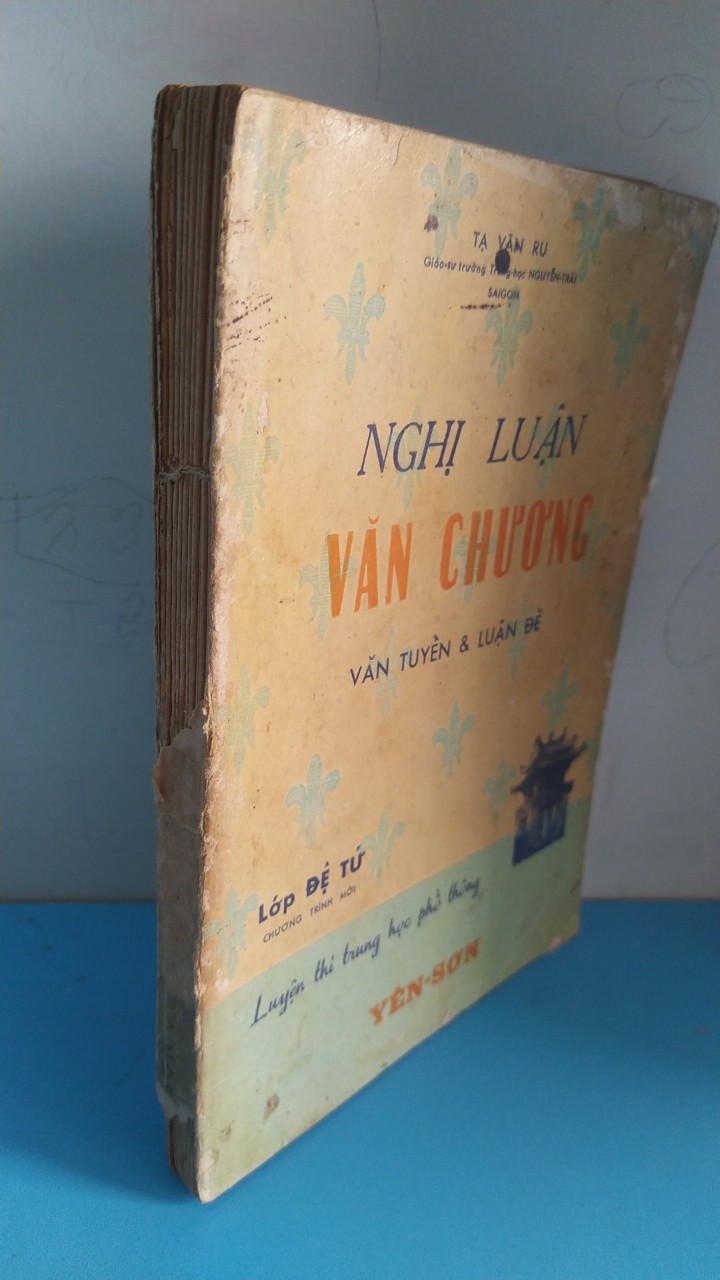 TẠ VĂN RU
Giáo-sư trường Trung-học NGUYỄN-TRÃI
SAIGON
NGHỊ LUẬN
VĂN CHƯƠNG
VĂN TUYỂN & LUẬN ĐỀ
Lớp ĐỆ TỨ
CHƯƠNG TRÌNH MỚI
Luyện thi trung học phổ thông
YÊN-SƠN